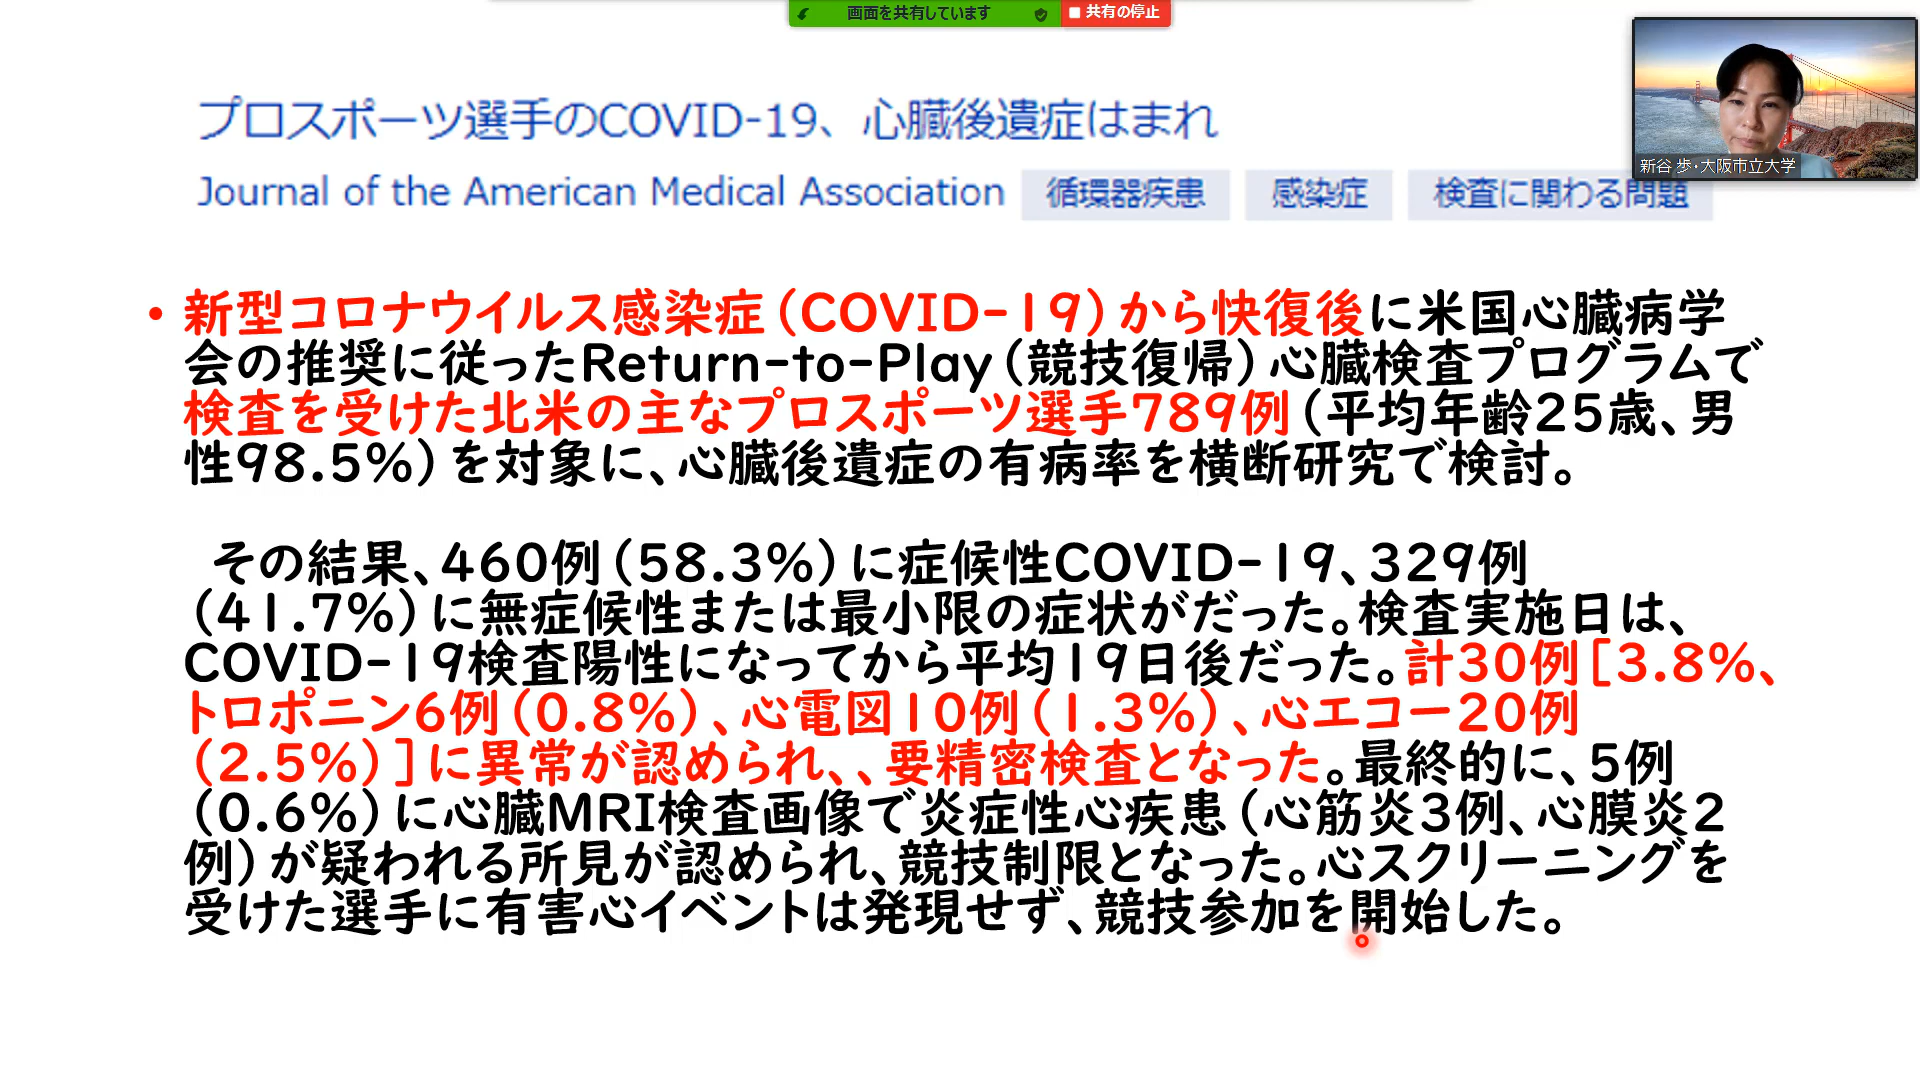 画面を共有しています
共有の停止
新谷 歩・大阪市立大学
プロスポーツ選手のCOVID-19、心臓後遺症はまれ
Journal of the American Medical Association 循環器疾患 感染症 検査に関わる問題
• 新型コロナウイルス感染症(COVID-19)から快復後に米国心臓病学
会の推奨に従ったReturn-to-Play(競技復帰)心臓検査プログラムで
検査を受けた北米の主なプロスポーツ選手789例(平均年齢25歳、男
性98.5%)を対象に、心臓後遺症の有病率を横断研究で検討。
その結果、460例(58.3%)に症候性COVID-19、329例
(41.7%)に無症候性または最小限の症状がだった。検査実施日は、
COVID-19検査陽性になってから平均19日後だった。計30例[3.8%、
トロポニン6例(0.8%)、心電図10例(1.3%)、心エコー20例
(2.5%)]に異常が認められ、、要精密検査となった。最終的に、5例
(0.6%)に心臓MRI検査画像で炎症性心疾患(心筋炎3例、心膜炎2
例)が疑われる所見が認められ、競技制限となった。心スクリーニングを
受けた選手に有害心イベントは発現せず、競技参加を開始した。